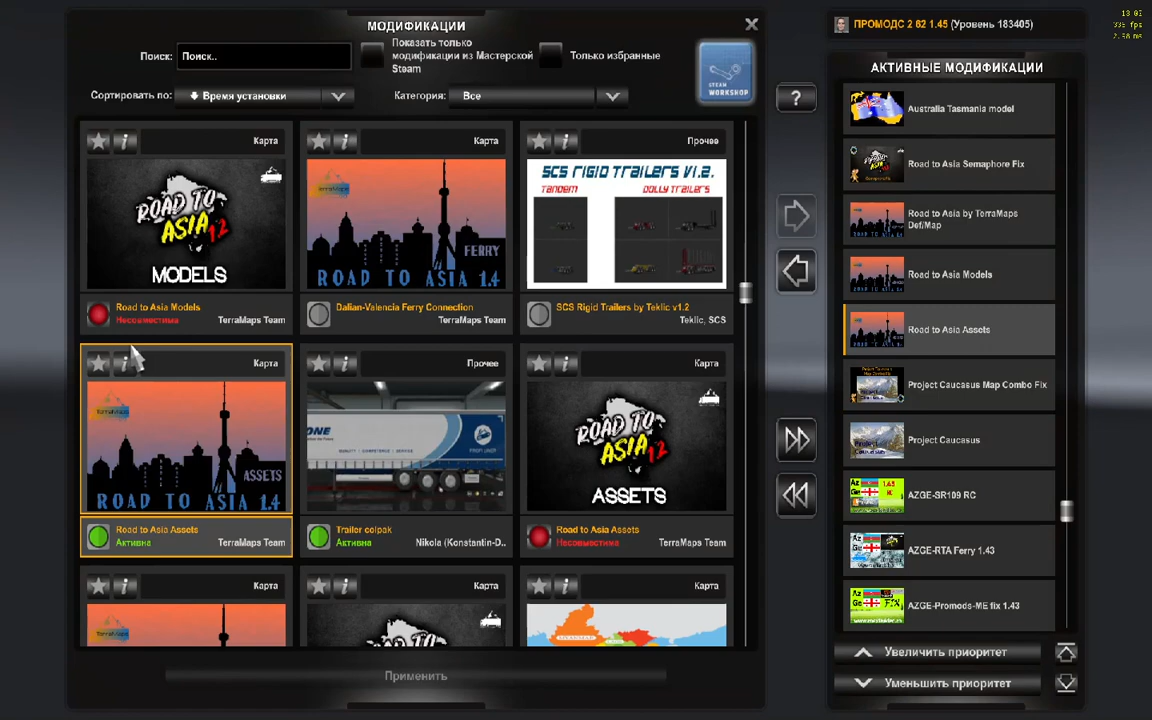 МОДИФИКАЦИИ
Поиск:
Поиск..
Показать только
модификации из Мастерской
Steam
Только избранные
STEAM
WORKSHOP
Сортировать по:
Время установки
Категория:
Все
Карта
ROAD TO
ASIA 1.2
MODELS
Road to Asia Models
Несовместима
TerraMaps Team
Карта
TerraMaps
FERRY
ROAD TO ASIA 1.4
Dalian-Valencia Ferry Connection
TerraMaps Team
Прочее
SCS RIGID TRAILERS V1.2.
TANDEM
DOLLY TRAILERS
SCS Rigid Trailers by Teklic v1.2
Teklic, SCS
Карта
TerraMaps
ASSETS
ROAD TO ASIA 1.4
Road to Asia Assets
Активна
TerraMaps Team
Прочее
Trailer colpak
Активна
Nikola (Konstantin-D..
Карта
ROAD TO
ASIA 1.2
ASSETS
Road to Asia Assets
Несовместима
TerraMaps Team
Карта
Карта
Карта
Применить
?
ПРОМОДС 2 62 1.45 (Уровень 183405)
АКТИВНЫЕ МОДИФИКАЦИИ
Australia Tasmania model
Road to Asia Semaphore Fix
Road to Asia by TerraMaps
Def/Map
Road to Asia Models
Road to Asia Assets
Project Caucasus Map Combo Fix
Project Caucasus
AZGE-SR109 RC
AZGE-RTA Ferry 1.43
AZGE-Promods-ME fix 1.43
Увеличить приоритет
Уменьшить приоритет